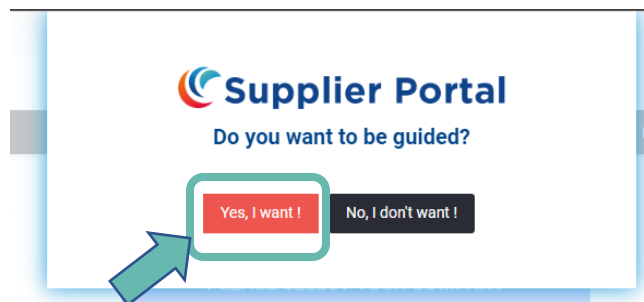 Supplier Portal
Do you want to be guided?
Yes, I want !
No, I don't want !